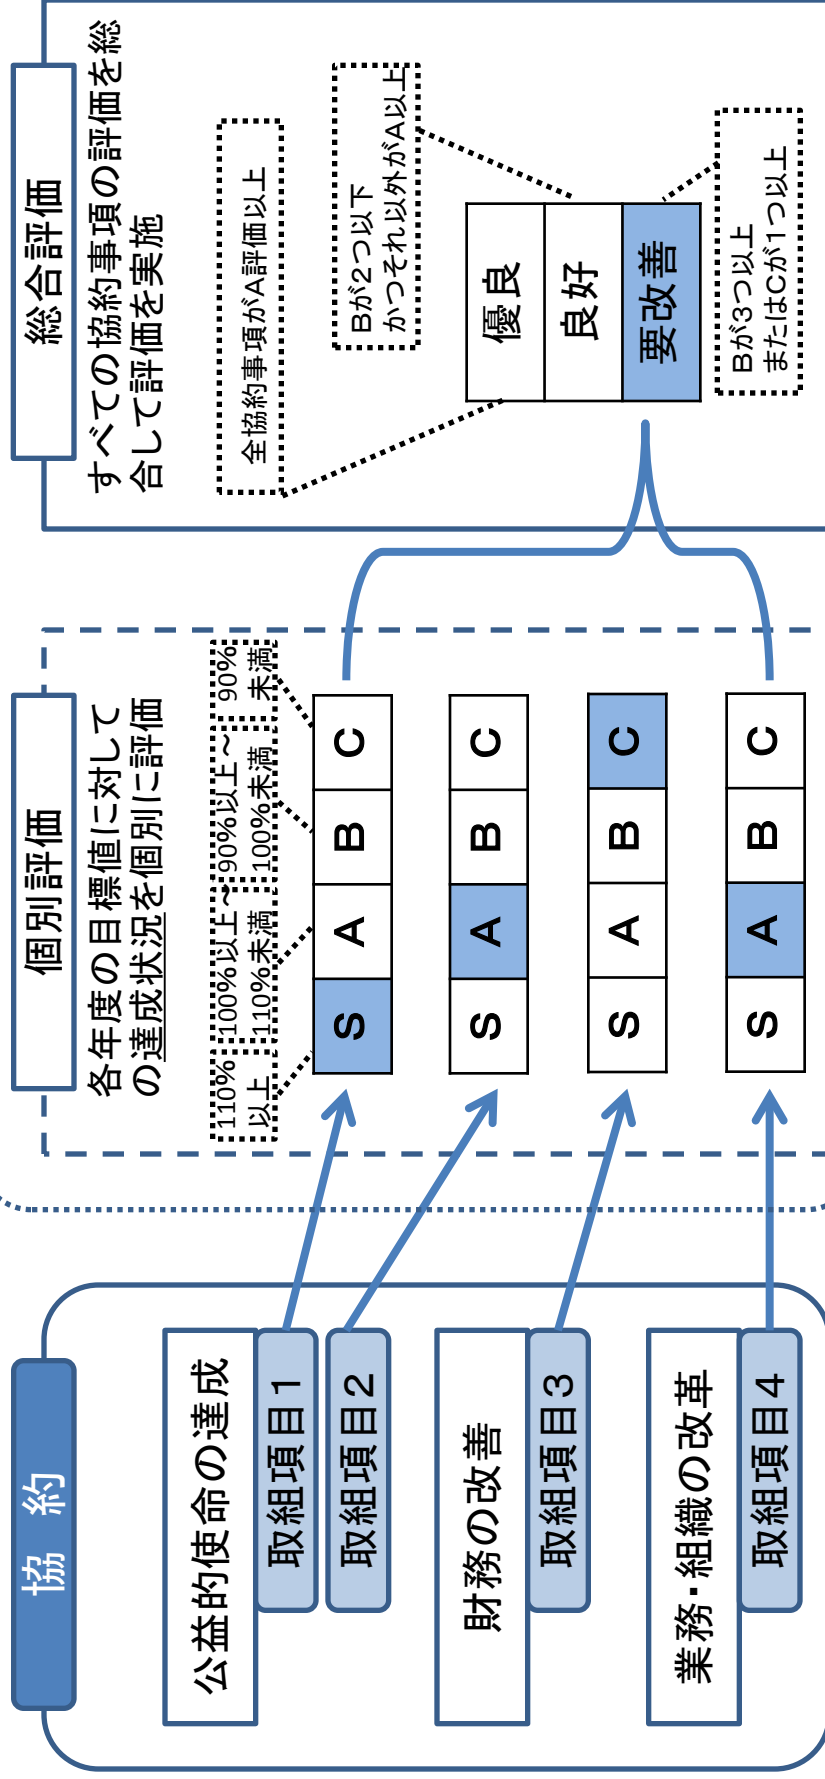 協　約
公益的使命の達成
取組項目1
取組項目2
財務の改善
取組項目3
業務・組織の改革
取組項目4
個別評価
各年度の目標値に対して
の達成状況を個別に評価
110%
以上
100%以上～
110%未満
90%以上～
100%未満
90%
未満
S A B C
S A B C
S A B C
S A B C
総合評価
すべての協約事項の評価を総
合して評価を実施
全協約事項がA評価以上
Bが2つ以下
かつそれ以外がA以上
優良
良好
要改善
Bが3つ以上
またはCが1つ以上